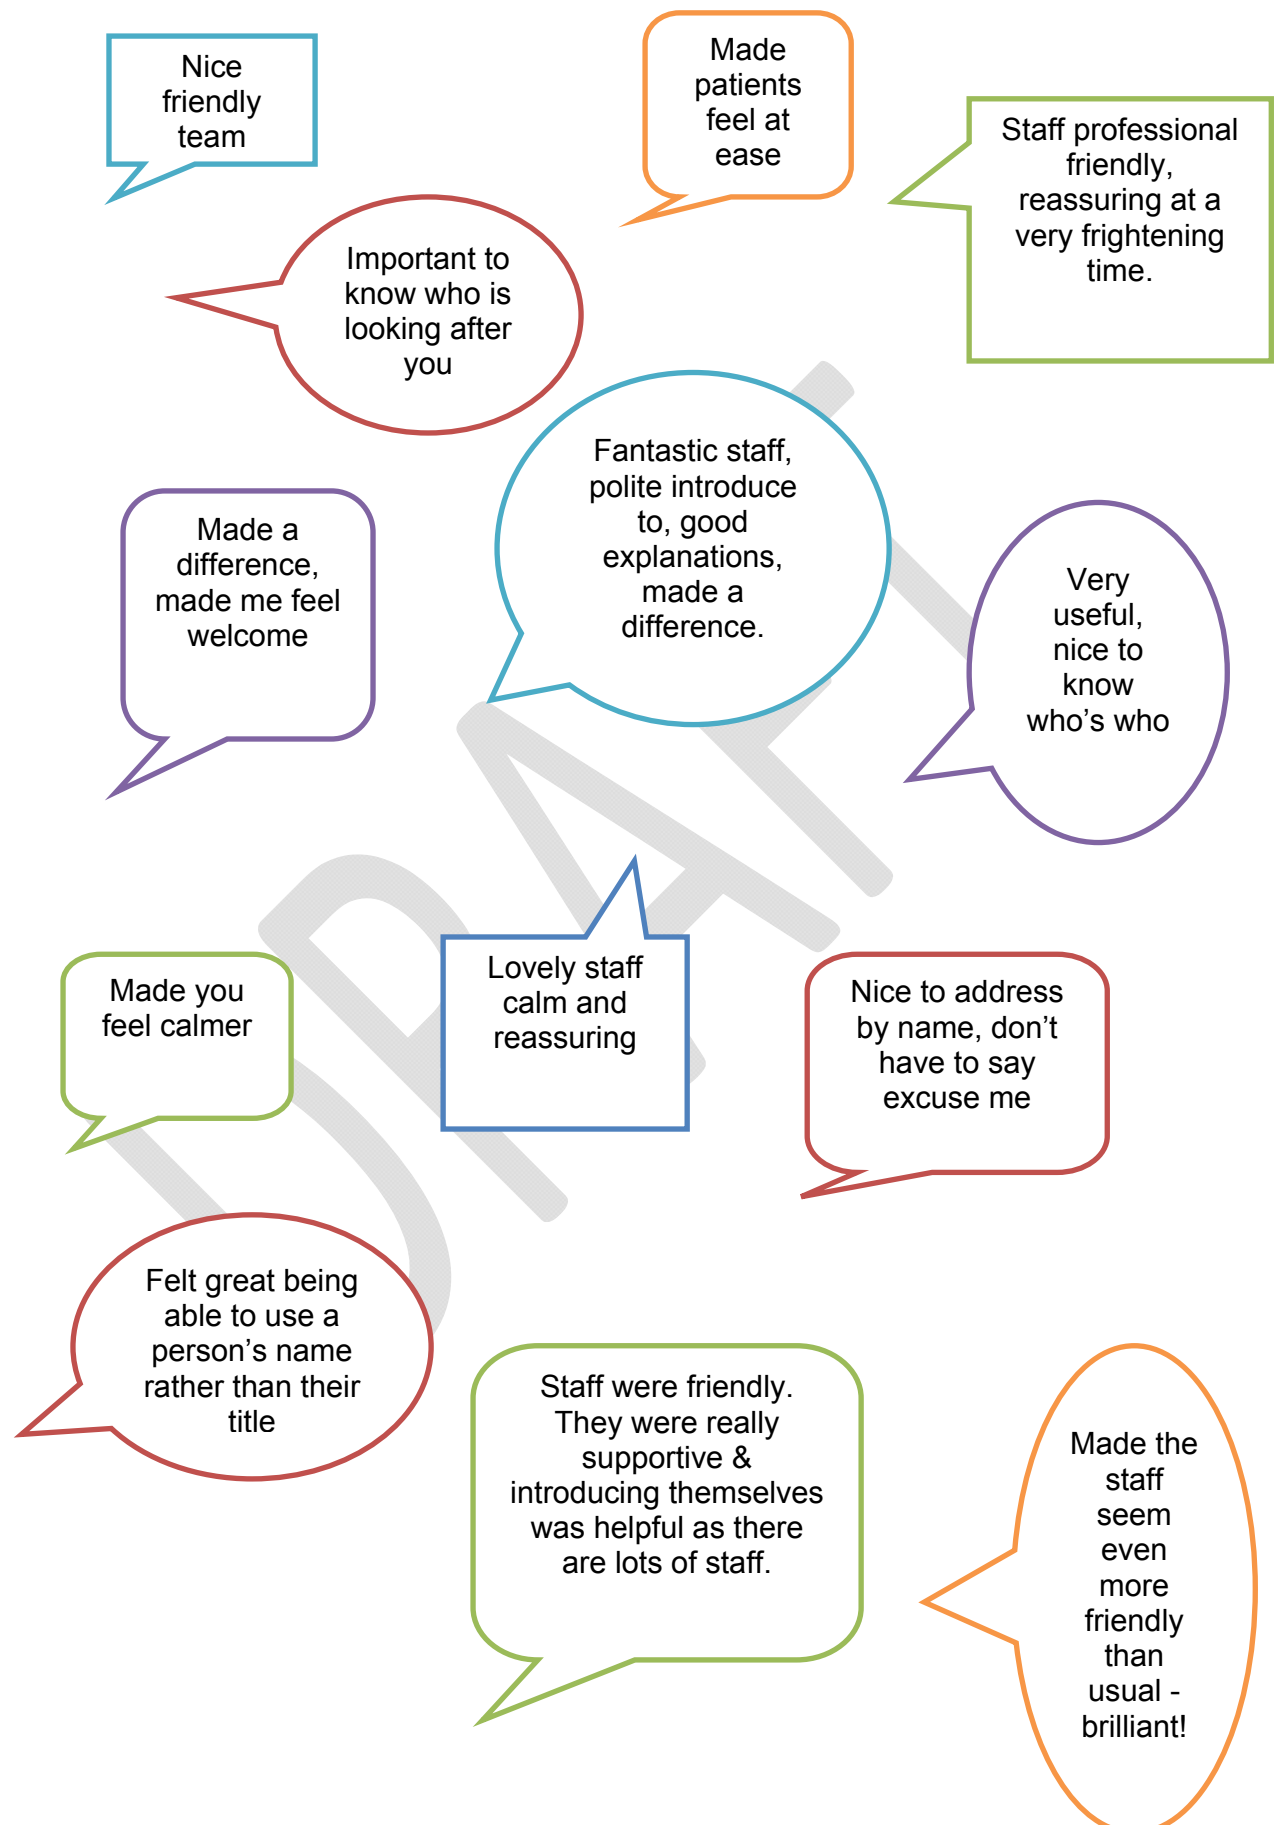 Nice
friendly
team
Made
patients
feel at
ease
Staff professional
friendly,
reassuring at a
very frightening
time.
Important to
know who is
looking after
you
Fantastic staff,
polite introduce
to, good
explanations,
made a
difference.
Made a
difference,
made me feel
welcome
Very
useful,
nice to
know
who’s who
Made you
feel calmer
Lovely staff
calm and
reassuring
Nice to address
by name, don’t
have to say
excuse me
Felt great being
able to use a
person’s name
rather than their
title
Staff were friendly.
They were really
supportive &
introducing themselves
was helpful as there
are lots of staff.
Made the
staff
seem
even
more
friendly
than
usual -
brilliant!
DRAFT